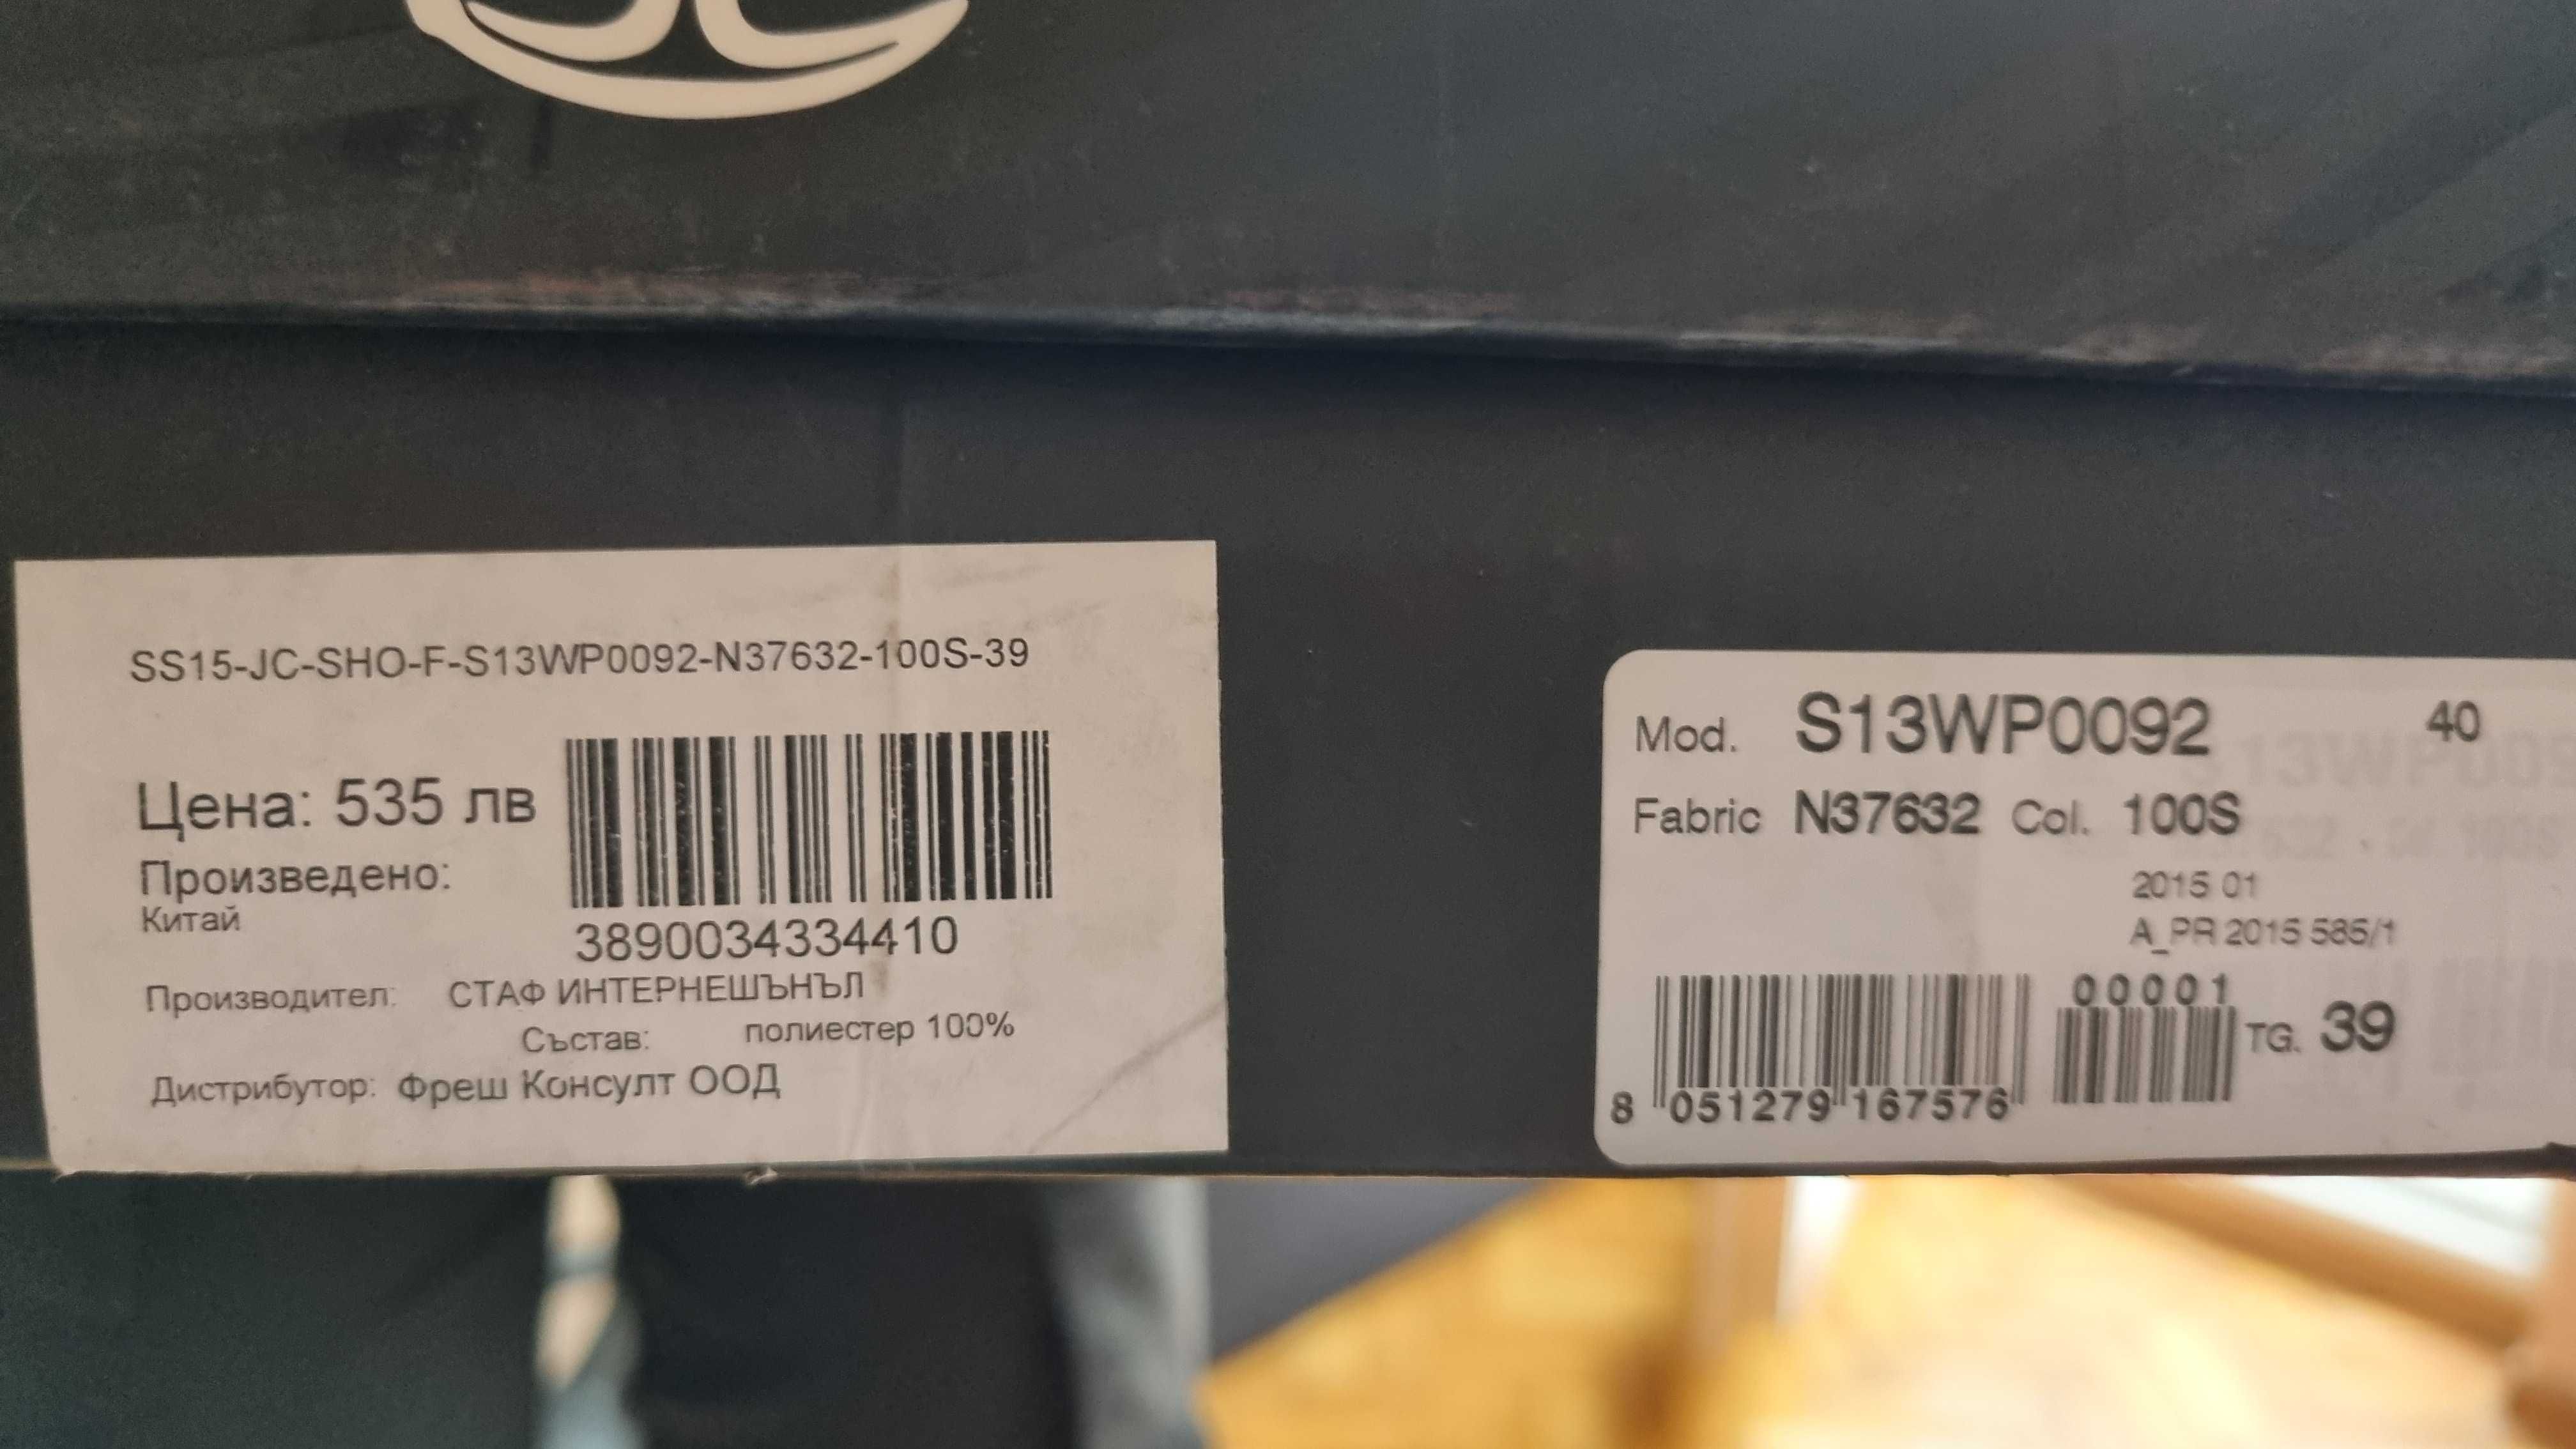 SS15-JC-SHO-F-S13WP0092-N37632-100S-39
Цена: 535 лв
Произведено:
Китай
3890034334410
Производител: СТАФ ИНТЕРНЕШЪНЪЛ
Състав: полиестер 100%
Дистрибутор: Фреш Консулт ООД
Mod. S13WP0092 40
Fabric N37632 Col. 100S
2015 01
A_PR 2015 585/1
00001
TG. 39
8 051279 167576